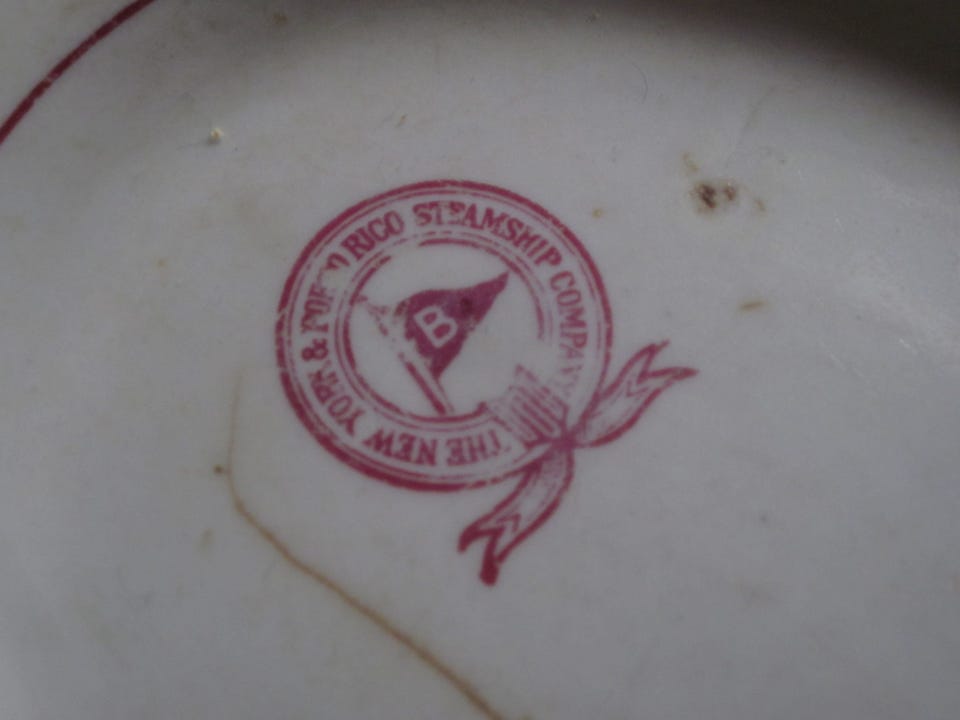 THE NEW YORK & PORTO RICO STEAMSHIP COMPANY
B